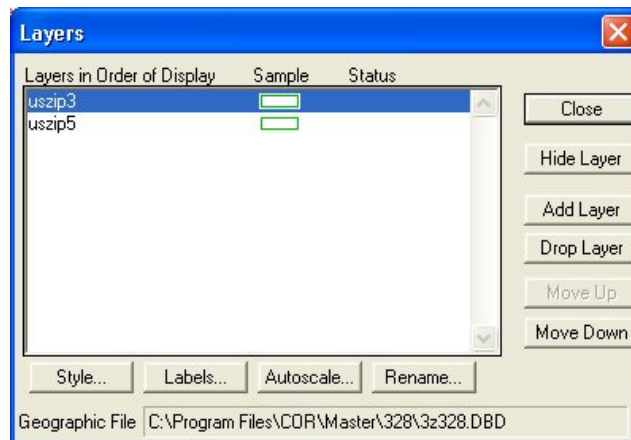 Layers
Layers in Order of Display Sample Status
uszip3
uszip5
Close
Hide Layer
Add Layer
Drop Layer
Move Up
Move Down
Style... Labels... Autoscale... Rename...
Geographic File C:\Program Files\COR\Master\328\3z328.DBD